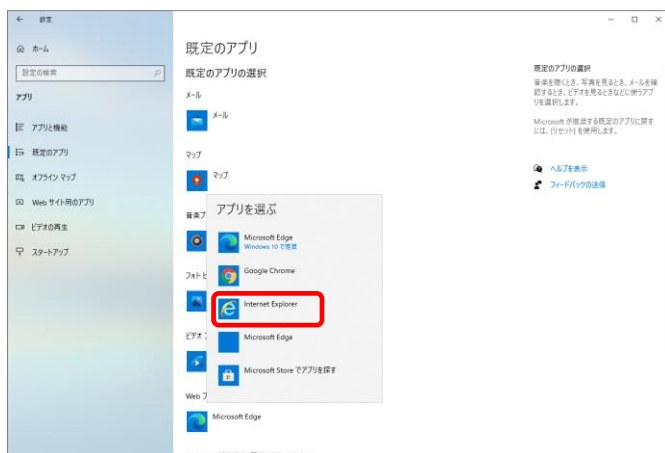 設定
ホーム
設定の検索
アプリ
アプリと機能
既定のアプリ
オフライン マップ
Web サイト用のアプリ
ビデオの再生
スタートアップ
既定のアプリ
既定のアプリの選択
メール
メール
マップ
マップ
音楽プ
フォト ビ
ビデオ プ
Web ブ
Microsoft Edge
アプリを選ぶ
Microsoft Edge
Windows 10 で推奨
Google Chrome
Internet Explorer
Microsoft Edge
Microsoft Store でアプリを探す
既定のアプリの選択
音楽を聴くとき、写真を見るとき、メールを確
認するとき、ビデオを見るときなどに使うアプ
リを選択します。
Microsoft が推奨する既定のアプリに戻す
には、[リセット] を使用します。
ヘルプを表示
フィードバックの送信